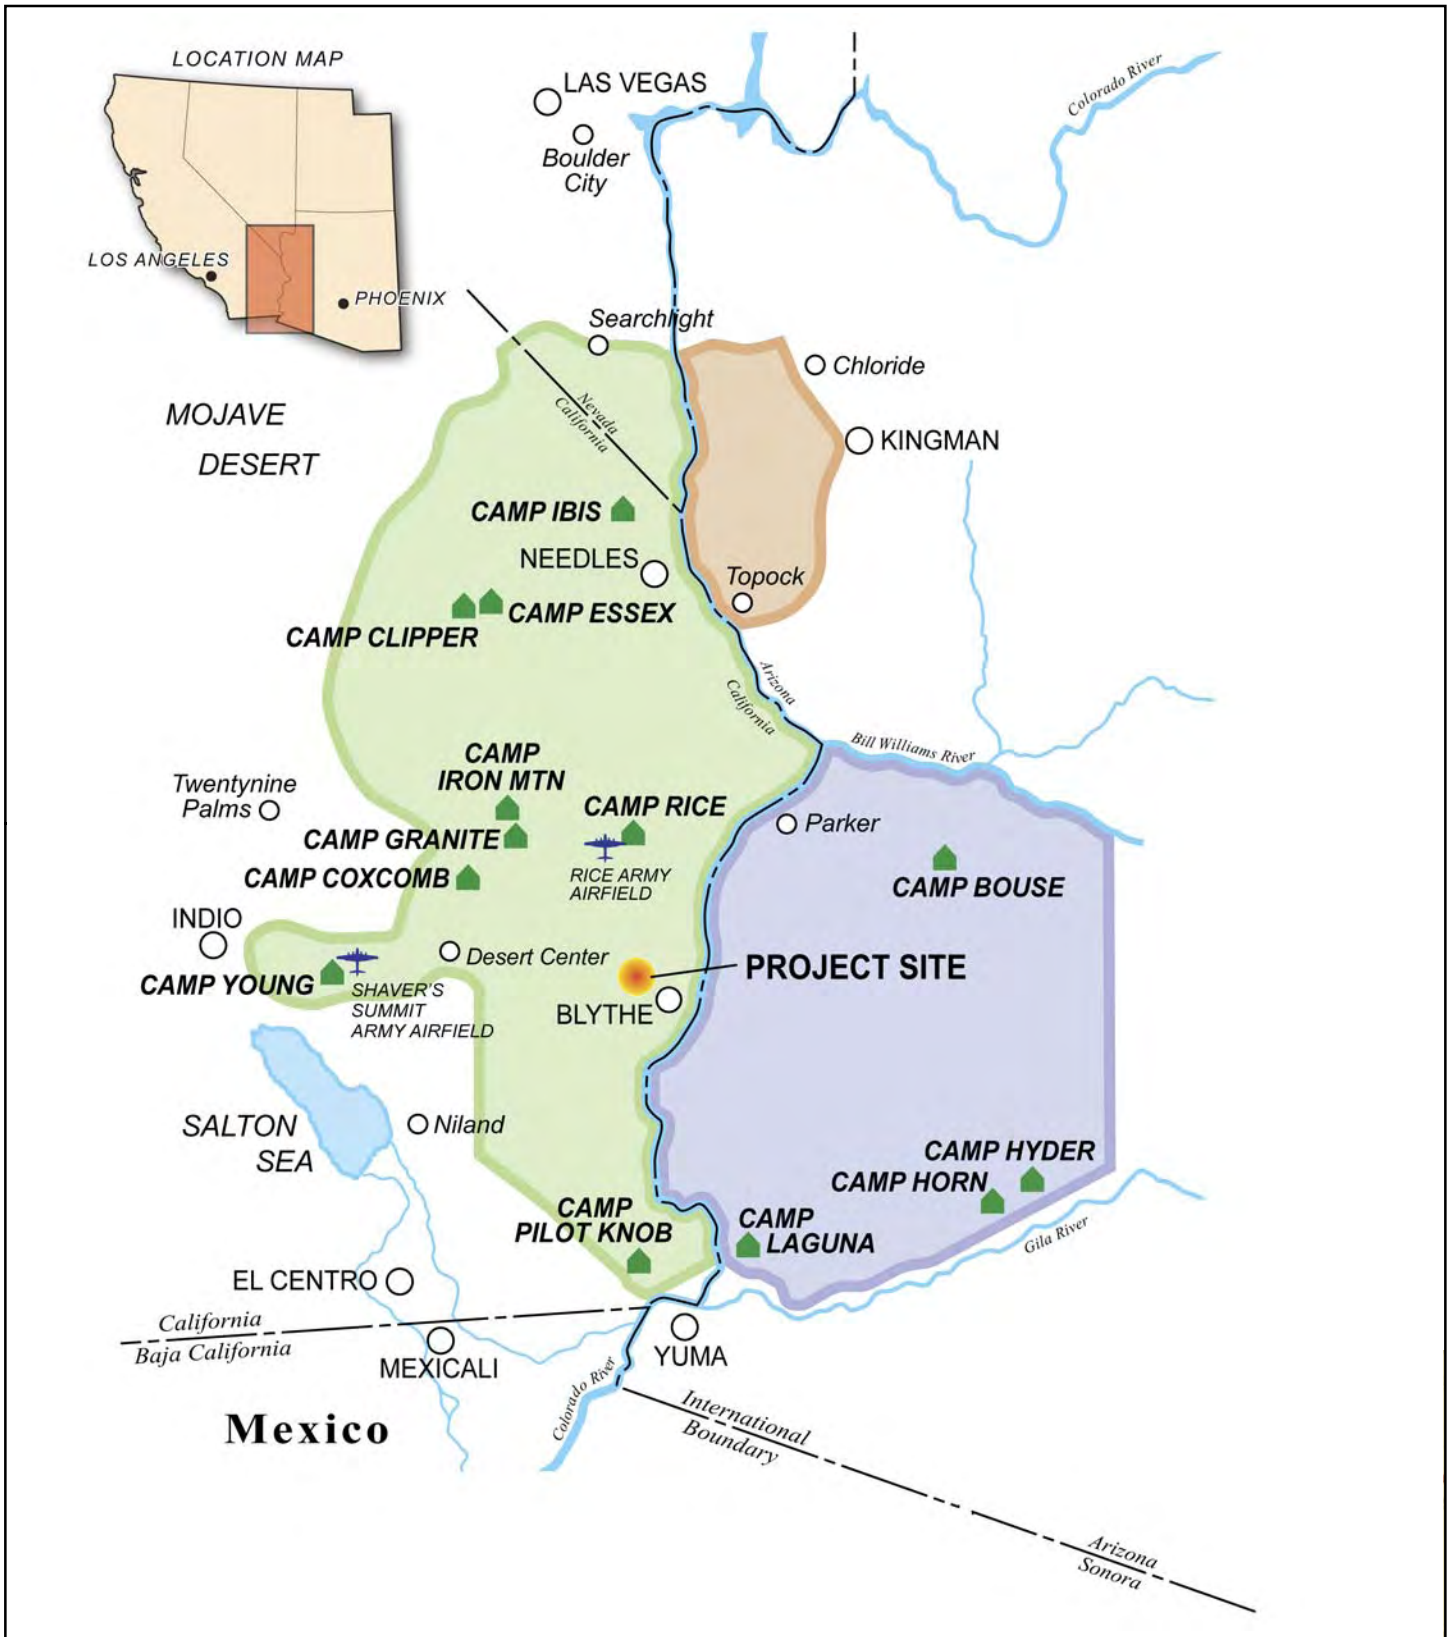 LOCATION MAP
LOS ANGELES
PHOENIX
LAS VEGAS
Boulder
City
Colorado River
MOJAVE
DESERT
Searchlight
Nevada
California
Chloride
KINGMAN
CAMP IBIS
NEEDLES
Topock
CAMP ESSEX
CAMP CLIPPER
Arizona
California
Bill Williams River
CAMP
IRON MTN
Twentynine
Palms
CAMP RICE
Parker
CAMP GRANITE
CAMP COXCOMB
RICE ARMY
AIRFIELD
CAMP BOUSE
INDIO
Desert Center
PROJECT SITE
CAMP YOUNG
SHAVER'S
SUMMIT
ARMY AIRFIELD
BLYTHE
SALTON
SEA
Niland
CAMP HYDER
CAMP HORN
CAMP
PILOT KNOB
CAMP
LAGUNA
Gila River
EL CENTRO
California
Baja California
MEXICALI
YUMA
Colorado River
Mexico
International
Boundary
Arizona
Sonora